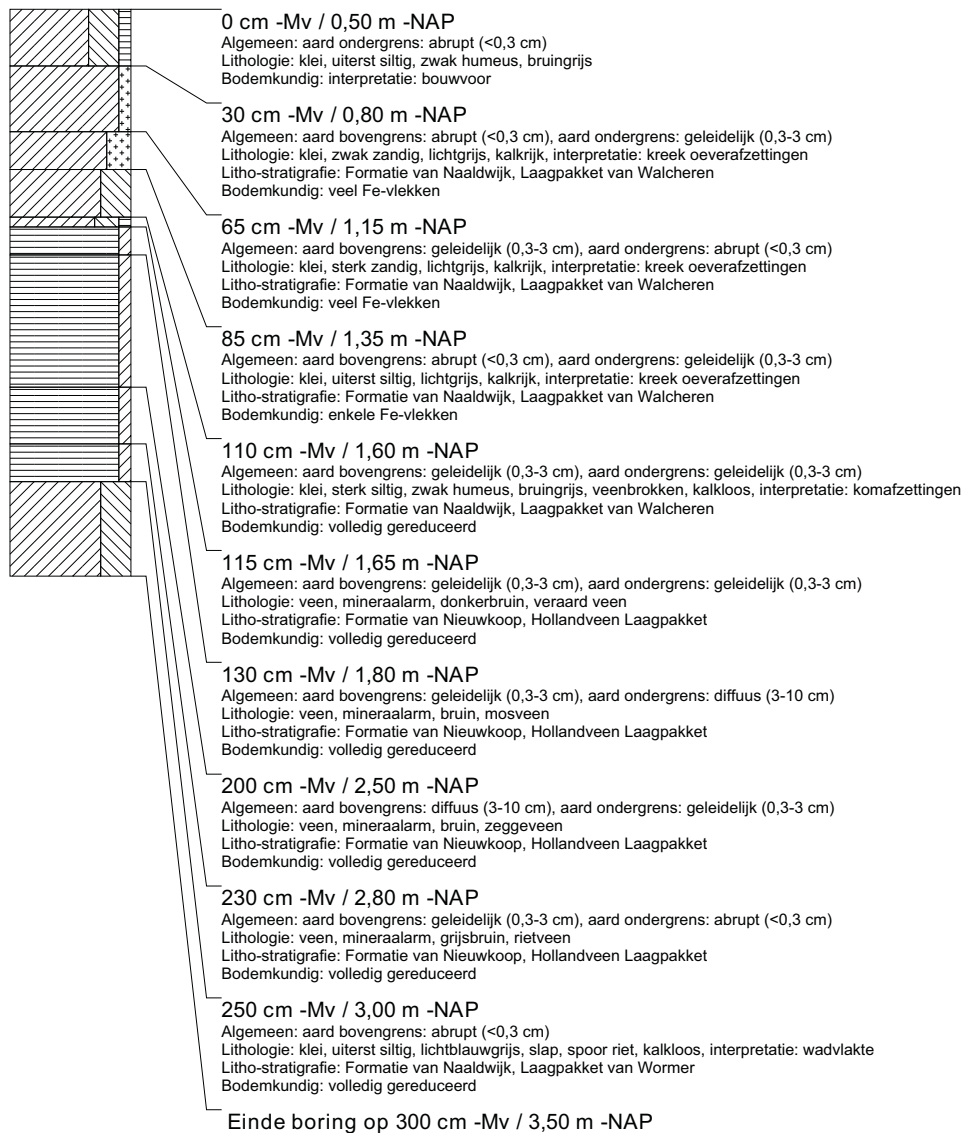 0 cm -Mv / 0,50 m -NAP
Algemeen: aard ondergrens: abrupt (<0,3 cm)
Lithologie: klei, uiterst siltig, zwak humeus, bruingrijs
Bodemkundig: interpretatie: bouwvoor
30 cm -Mv / 0,80 m -NAP
Algemeen: aard bovengrens: abrupt (<0,3 cm), aard ondergrens: geleidelijk (0,3-3 cm)
Lithologie: klei, zwak zandig, lichtgrijs, kalkrijk, interpretatie: kreek oeverafzettingen
Litho-stratigrafie: Formatie van Naaldwijk, Laagpakket van Walcheren
Bodemkundig: veel Fe-vlekken
65 cm -Mv / 1,15 m -NAP
Algemeen: aard bovengrens: geleidelijk (0,3-3 cm), aard ondergrens: abrupt (<0,3 cm)
Lithologie: klei, sterk zandig, lichtgrijs, kalkrijk, interpretatie: kreek oeverafzettingen
Litho-stratigrafie: Formatie van Naaldwijk, Laagpakket van Walcheren
Bodemkundig: veel Fe-vlekken
85 cm -Mv / 1,35 m -NAP
Algemeen: aard bovengrens: abrupt (<0,3 cm), aard ondergrens: geleidelijk (0,3-3 cm)
Lithologie: klei, uiterst siltig, lichtgrijs, kalkrijk, interpretatie: kreek oeverafzettingen
Litho-stratigrafie: Formatie van Naaldwijk, Laagpakket van Walcheren
Bodemkundig: enkele Fe-vlekken
110 cm -Mv / 1,60 m -NAP
Algemeen: aard bovengrens: geleidelijk (0,3-3 cm), aard ondergrens: geleidelijk (0,3-3 cm)
Lithologie: klei, sterk siltig, zwak humeus, bruingrijs, veenbrokken, kalkloos, interpretatie: komafzettingen
Litho-stratigrafie: Formatie van Naaldwijk, Laagpakket van Walcheren
Bodemkundig: volledig gereduceerd
115 cm -Mv / 1,65 m -NAP
Algemeen: aard bovengrens: geleidelijk (0,3-3 cm), aard ondergrens: geleidelijk (0,3-3 cm)
Lithologie: veen, mineraalarm, donkerbruin, veraard veen
Litho-stratigrafie: Formatie van Nieuwkoop, Hollandveen Laagpakket
Bodemkundig: volledig gereduceerd
130 cm -Mv / 1,80 m -NAP
Algemeen: aard bovengrens: geleidelijk (0,3-3 cm), aard ondergrens: diffuus (3-10 cm)
Lithologie: veen, mineraalarm, bruin, mosveen
Litho-stratigrafie: Formatie van Nieuwkoop, Hollandveen Laagpakket
Bodemkundig: volledig gereduceerd
200 cm -Mv / 2,50 m -NAP
Algemeen: aard bovengrens: diffuus (3-10 cm), aard ondergrens: geleidelijk (0,3-3 cm)
Lithologie: veen, mineraalarm, bruin, zeggeveen
Litho-stratigrafie: Formatie van Nieuwkoop, Hollandveen Laagpakket
Bodemkundig: volledig gereduceerd
230 cm -Mv / 2,80 m -NAP
Algemeen: aard bovengrens: geleidelijk (0,3-3 cm), aard ondergrens: abrupt (<0,3 cm)
Lithologie: veen, mineraalarm, grijsbruin, rietveen
Litho-stratigrafie: Formatie van Nieuwkoop, Hollandveen Laagpakket
Bodemkundig: volledig gereduceerd
250 cm -Mv / 3,00 m -NAP
Algemeen: aard bovengrens: abrupt (<0,3 cm)
Lithologie: klei, uiterst siltig, lichtblauwgrijs, slap, spoor riet, kalkloos, interpretatie: wadvlakte
Litho-stratigrafie: Formatie van Naaldwijk, Laagpakket van Wormer
Bodemkundig: volledig gereduceerd
Einde boring op 300 cm -Mv / 3,50 m -NAP